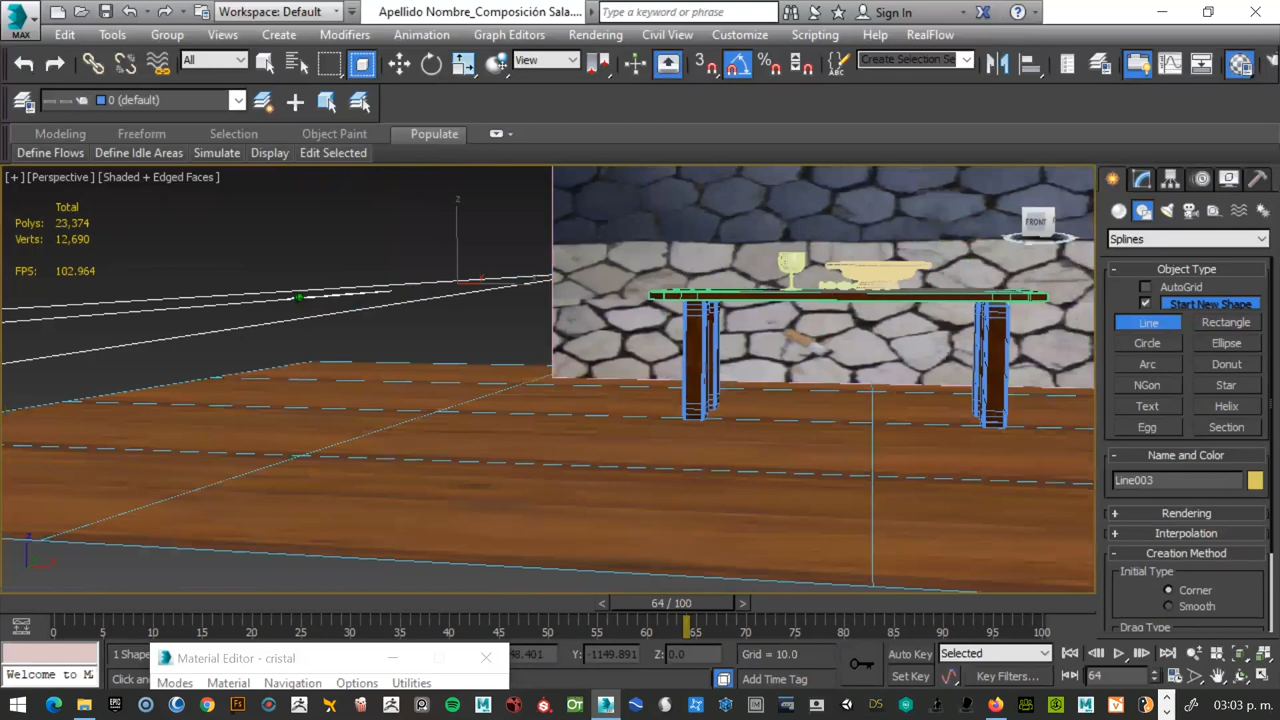 Workspace: Default
Apellido Nombre_Composición Sala....
Type a keyword or phrase
Sign In
MAX
Edit Tools Group Views Create Modifiers Animation Graph Editors Rendering Civil View Customize Scripting Help RealFlow
All
View
Create Selection Se
0 (default)
Modeling Freeform Selection Object Paint Populate
Define Flows Define Idle Areas Simulate Display Edit Selected
[+] [Perspective] [Shaded + Edged Faces]
Total
Polys: 23,374
Verts: 12,690
FPS: 102.964
z
x
FRONT
Splines
Object Type
AutoGrid
Start New Shape
Line Rectangle
Circle Ellipse
Arc Donut
NGon Star
Text Helix
Egg Section
Name and Color
Line003
Rendering
Interpolation
Creation Method
Initial Type
Corner
Smooth
Drag Type
64 / 100
0 5 10 15 20 25 30 35 40 45 50 55 60 65 70 75 80 85 90 95 100
Welcome to M
1 Shape
Click and
Material Editor - cristal
Modes Material Navigation Options Utilities
48.401 Y: -1149.891 Z: 0.0 Grid = 10.0
Add Time Tag
Auto Key Selected
Set Key Key Filters...
64
03:03 p. m.